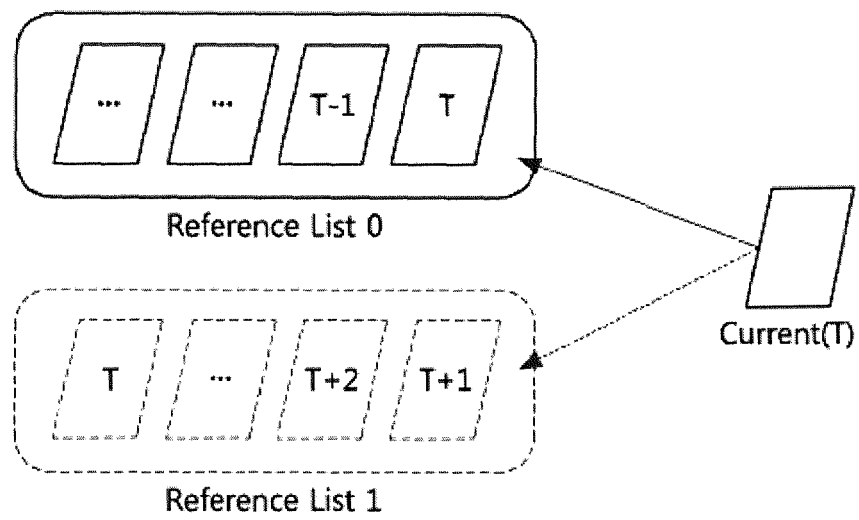 ... ... T-1 T
Reference List 0
Current(T)
T ... T+2 T+1
Reference List 1